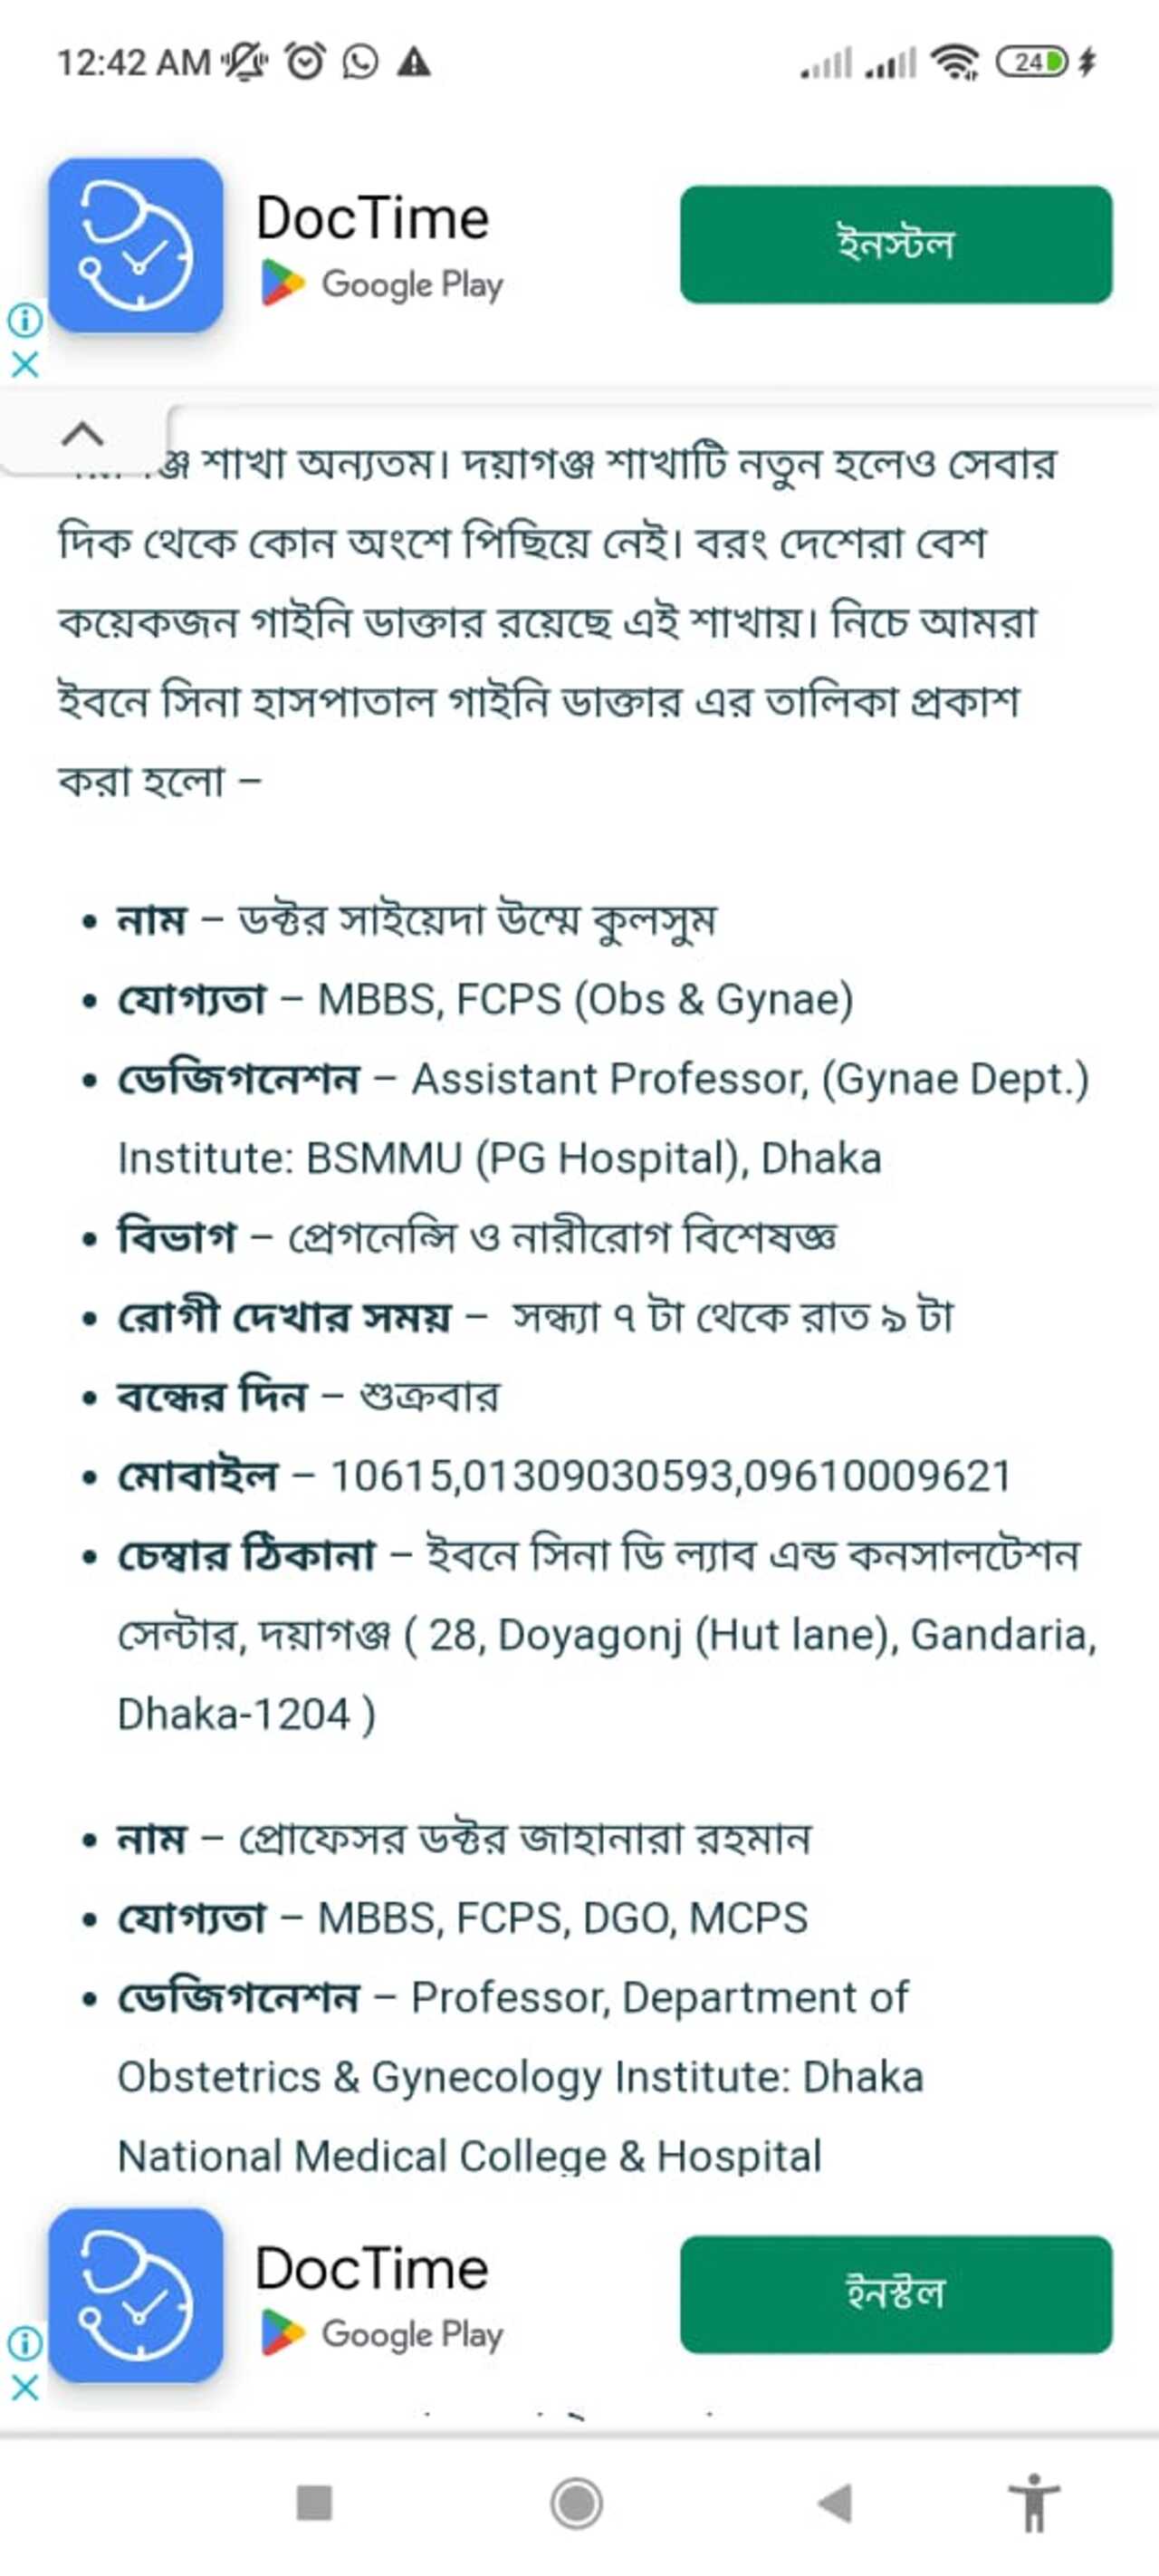 12:42 AM
24
DocTime
ইনস্টল
Google Play
শাখা অন্যতম। দয়াগঞ্জ শাখাটি নতুন হলেও সেবার
দিক থেকে কোন অংশে পিছিয়ে নেই। বরং দেশেরা বেশ
কয়েকজন গাইনি ডাক্তার রয়েছে এই শাখায়। নিচে আমরা
ইবনে সিনা হাসপাতাল গাইনি ডাক্তার এর তালিকা প্রকাশ
করা হলো –
• নাম – ডক্টর সাইয়েদা উম্মে কুলসুম
• যোগ্যতা – MBBS, FCPS (Obs & Gynae)
• ডেজিগনেশন – Assistant Professor, (Gynae Dept.)
Institute: BSMMU (PG Hospital), Dhaka
• বিভাগ – প্রেগনেন্সি ও নারীরোগ বিশেষজ্ঞ
• রোগী দেখার সময় – সন্ধ্যা ৭ টা থেকে রাত ৯ টা
• বন্ধের দিন – শুক্রবার
• মোবাইল – 10615,01309030593,09610009621
• চেম্বার ঠিকানা – ইবনে সিনা ডি ল্যাব এন্ড কনসালটেশন
সেন্টার, দয়াগঞ্জ ( 28, Doyagonj (Hut lane), Gandaria,
Dhaka-1204 )
• নাম – প্রোফেসর ডক্টর জাহানারা রহমান
• যোগ্যতা – MBBS, FCPS, DGO, MCPS
• ডেজিগনেশন – Professor, Department of
Obstetrics & Gynecology Institute: Dhaka
National Medical College & Hospital
DocTime
ইনস্টল
Google Play